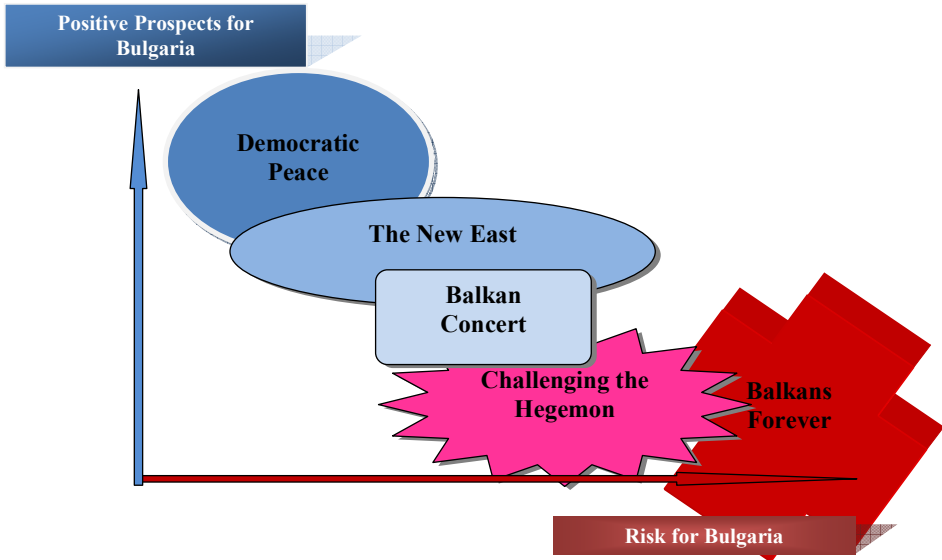 Positive Prospects for
Bulgaria
Democratic
Peace
The New East
Balkan
Concert
Challenging the
Hegemon
Balkans
Forever
Risk for Bulgaria